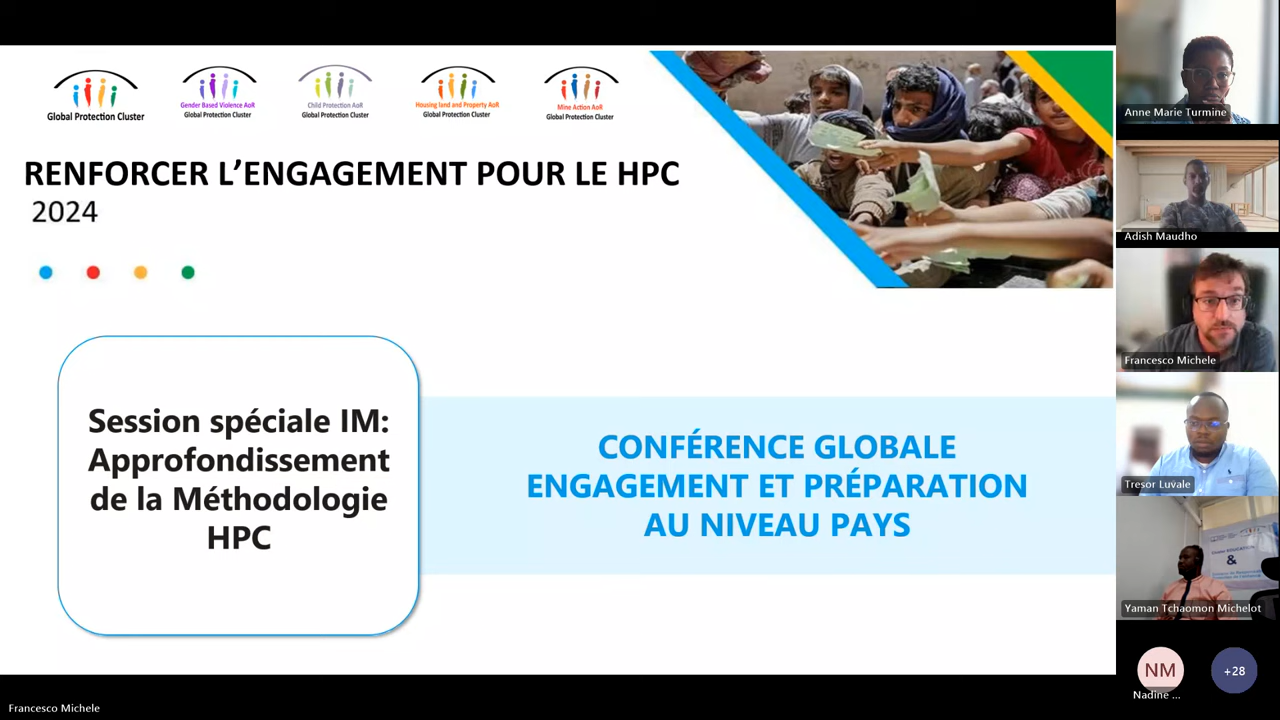 Global Protection Cluster
Gender Based Violence AoR
Global Protection Cluster
Child Protection AoR
Global Protection Cluster
Housing land and Property AoR
Global Protection Cluster
Mine Action AoR
Global Protection Cluster
RENFORCER L’ENGAGEMENT POUR LE HPC
2024
Session spéciale IM:
Approfondissement
de la Méthodologie
HPC
CONFÉRENCE GLOBALE
ENGAGEMENT ET PRÉPARATION
AU NIVEAU PAYS
Anne Marie Turmine
Adish Maudho
Francesco Michele
Tresor Luvale
Cluster EDUCATION
&
Yaman Tchaomon Michelot
NM
Nadine ...
+28
Francesco Michele